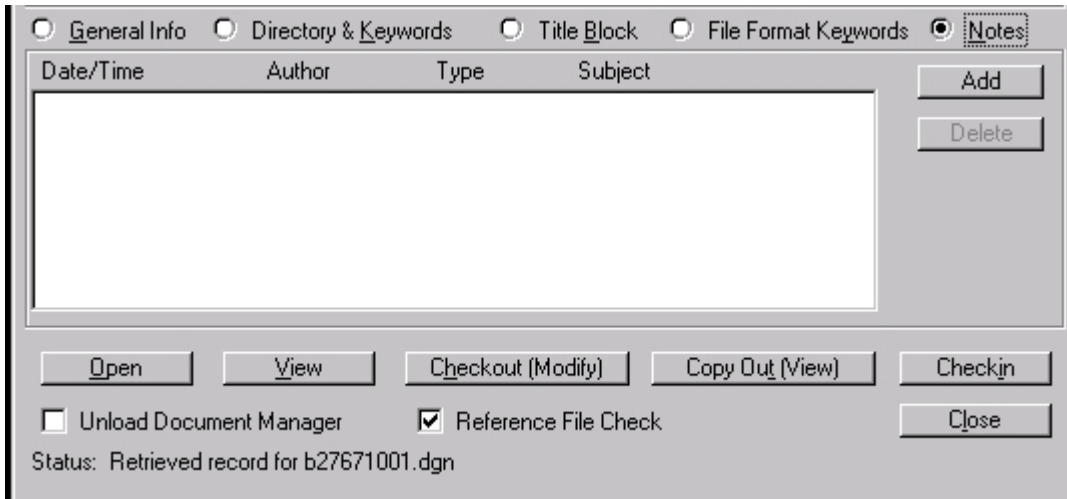 General Info Directory & Keywords Title Block File Format Keywords Notes
Date/Time Author Type Subject
Add
Delete
Open View Checkout (Modify) Copy Out (View) Checkin
Unload Document Manager Reference File Check Close
Status: Retrieved record for b27671001.dgn